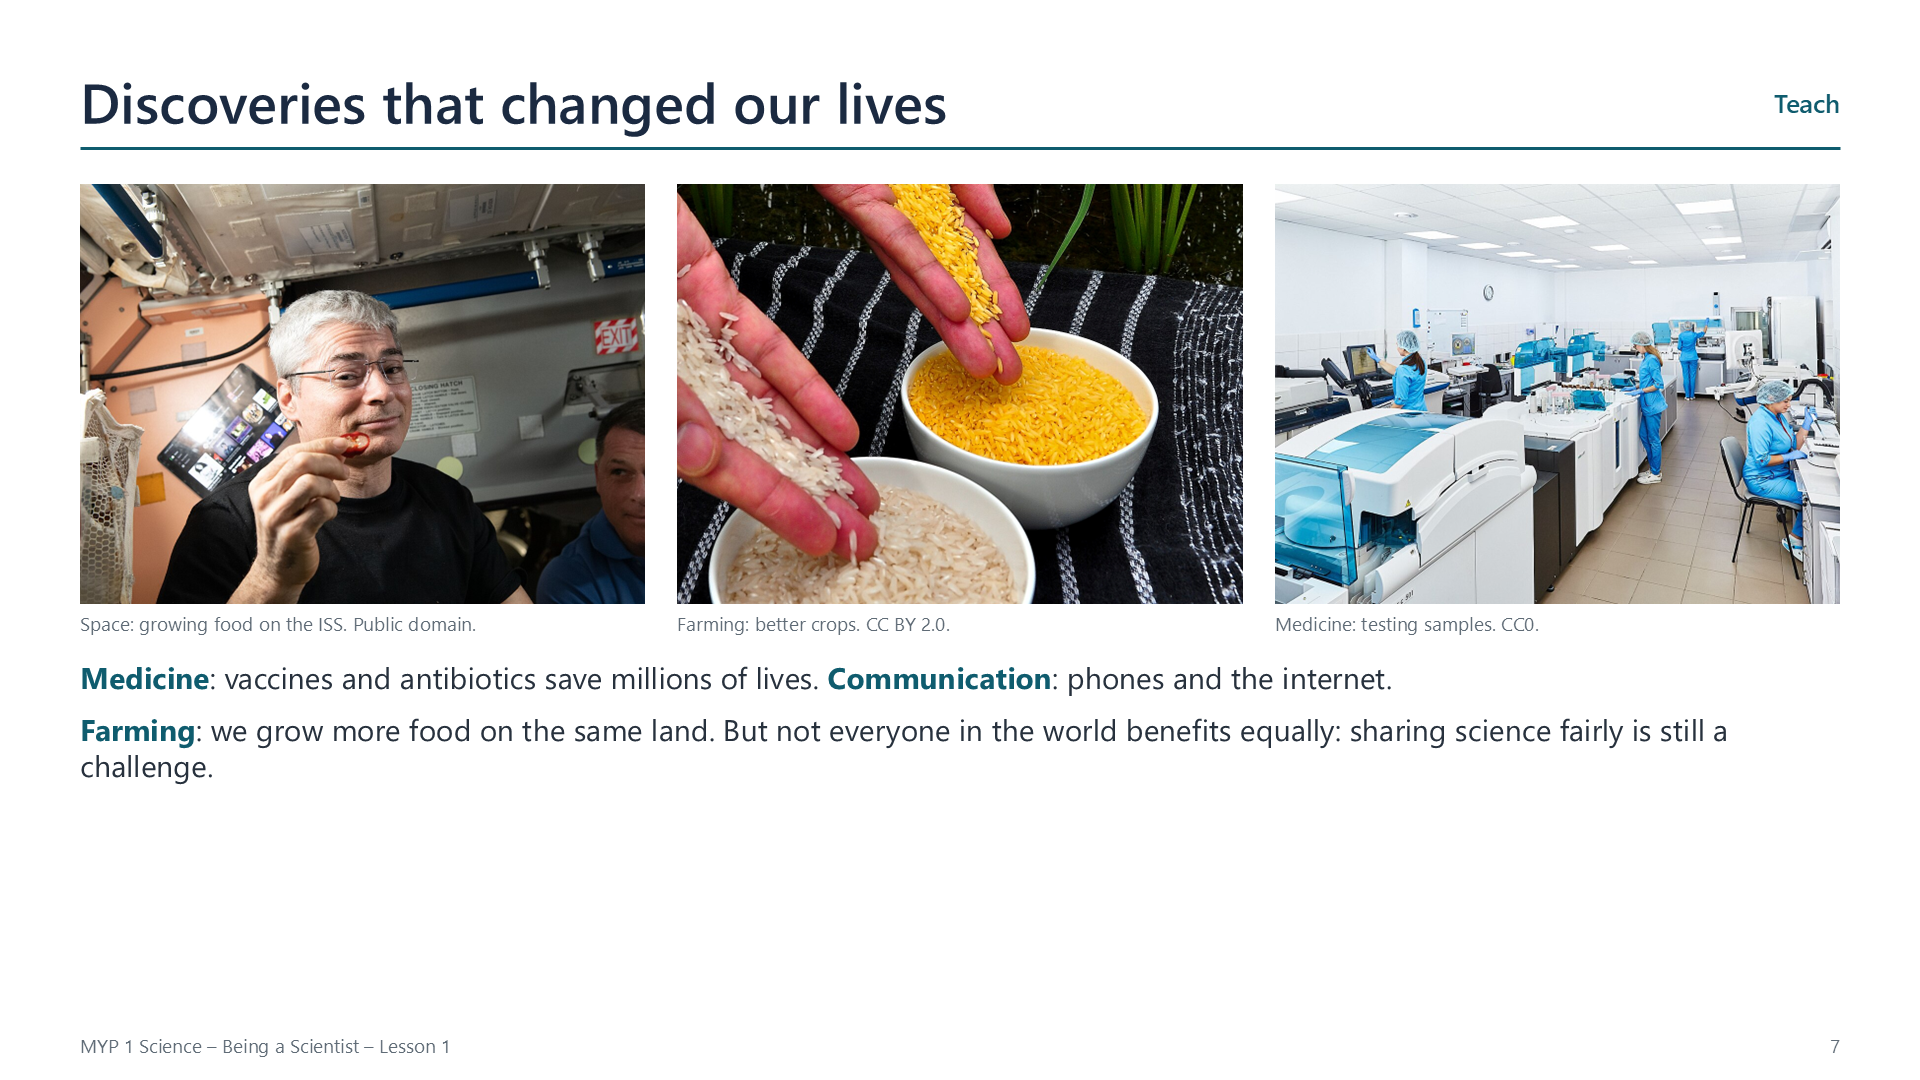 Discoveries that changed our lives
Teach
EXIT
CLOSING HATCH
Space: growing food on the ISS. Public domain.
Farming: better crops. CC BY 2.0.
Medicine: testing samples. CC0.
Medicine: vaccines and antibiotics save millions of lives. Communication: phones and the internet.
Farming: we grow more food on the same land. But not everyone in the world benefits equally: sharing science fairly is still a
challenge.
MYP 1 Science – Being a Scientist – Lesson 1
7